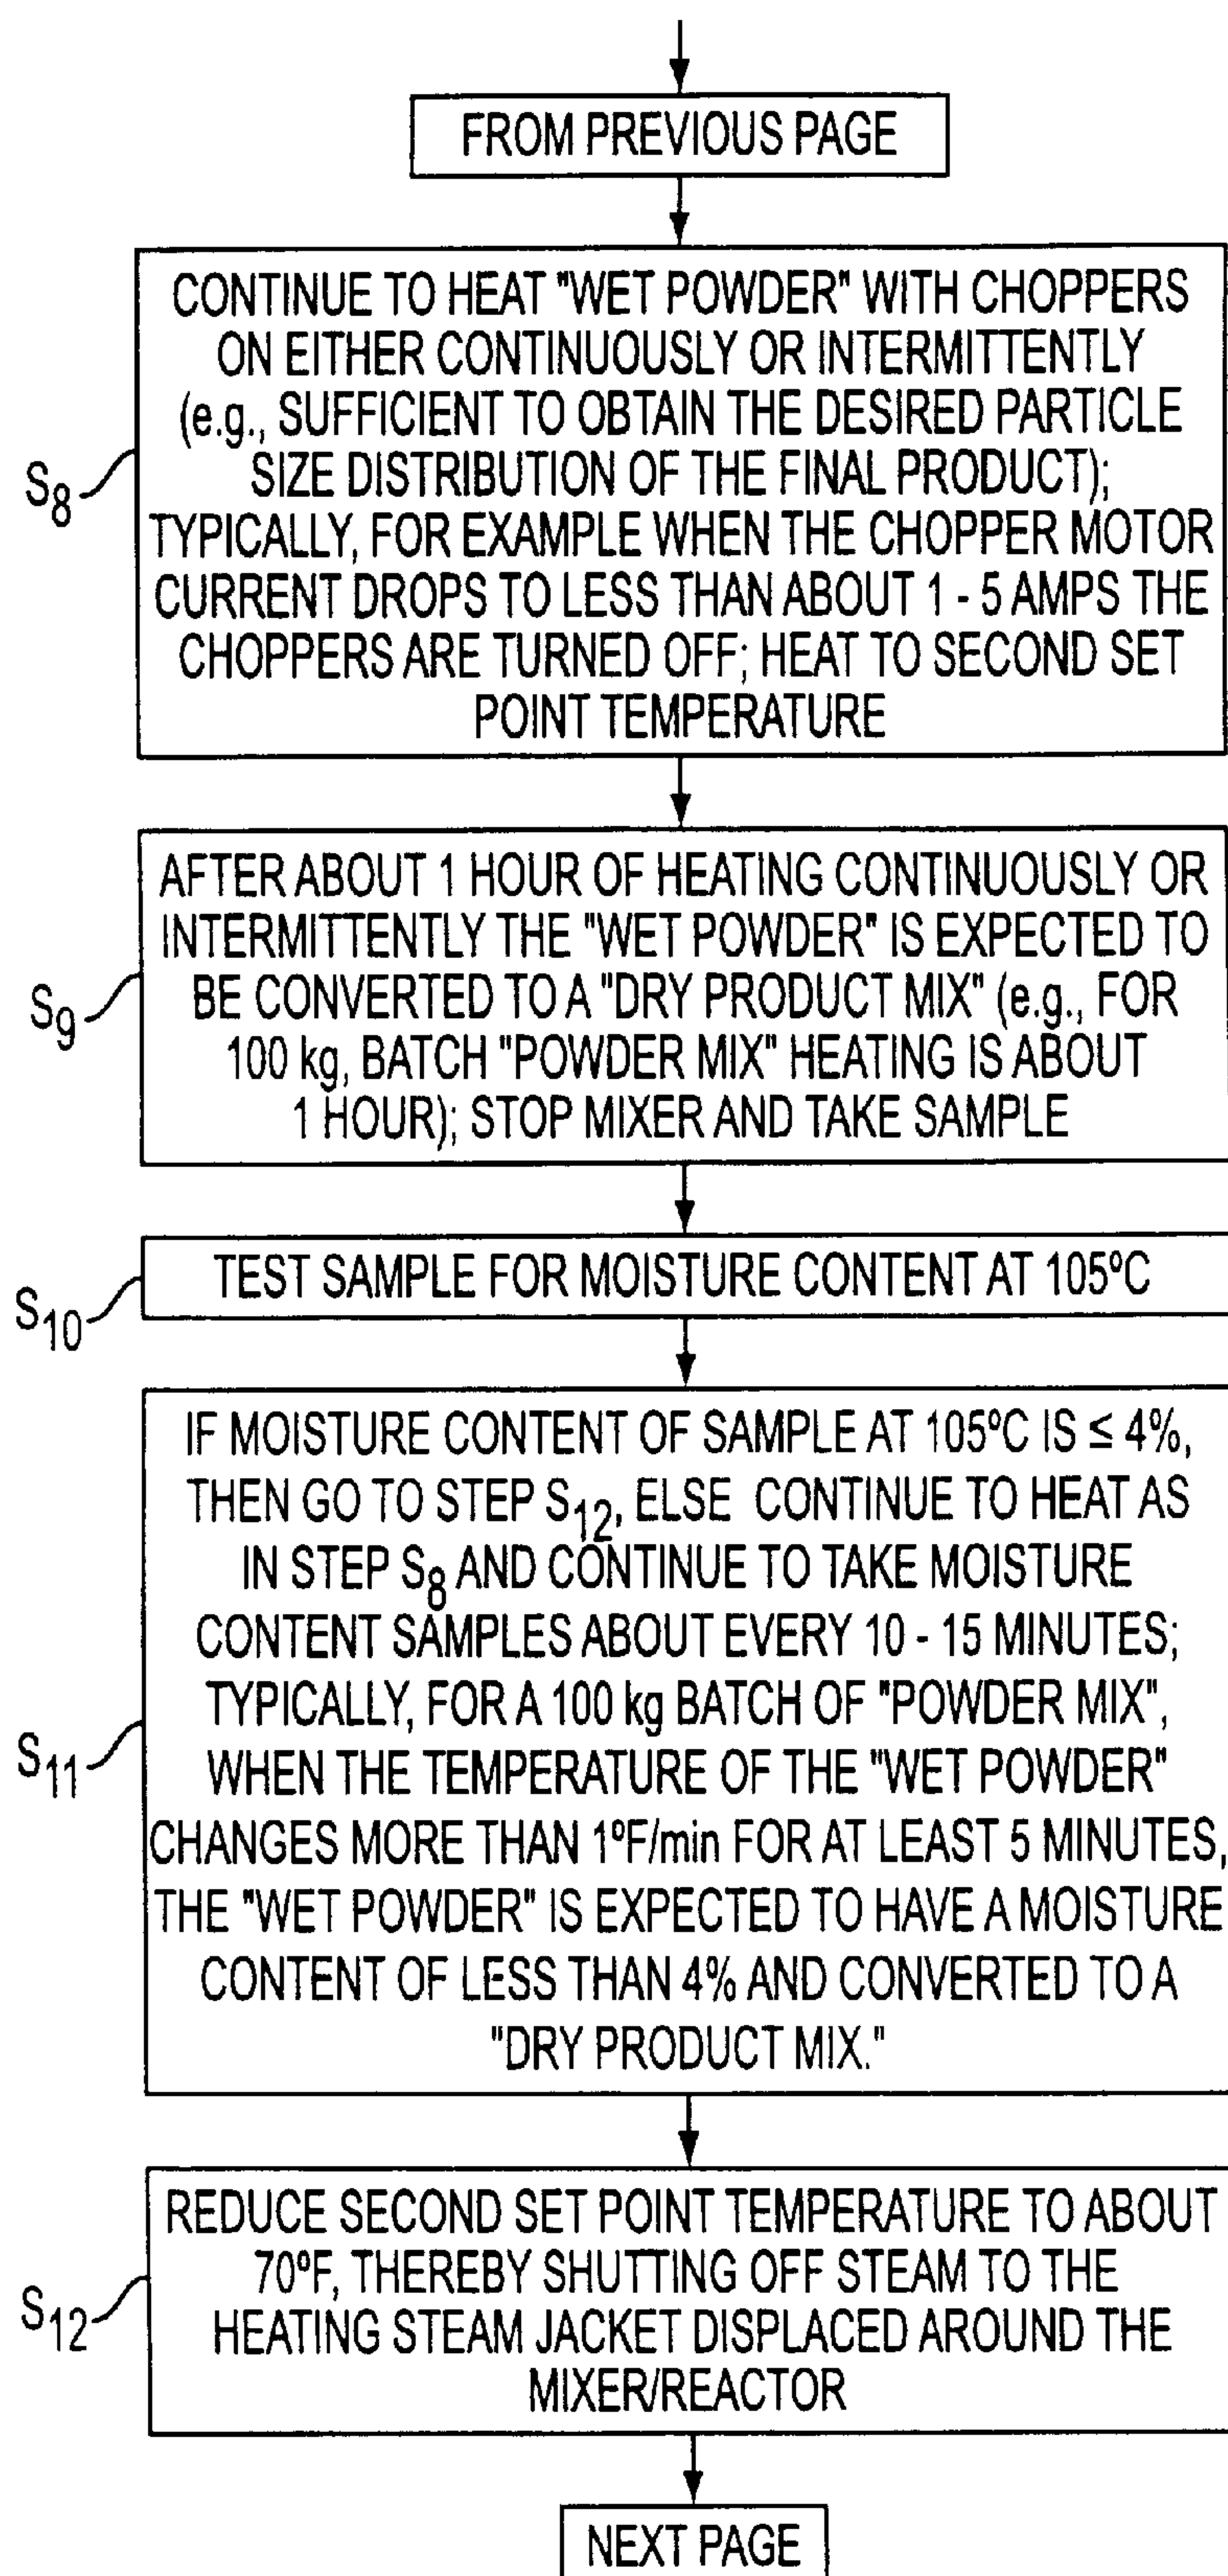 FROM PREVIOUS PAGE
S8
CONTINUE TO HEAT "WET POWDER" WITH CHOPPERS
ON EITHER CONTINUOUSLY OR INTERMITTENTLY
(e.g., SUFFICIENT TO OBTAIN THE DESIRED PARTICLE
SIZE DISTRIBUTION OF THE FINAL PRODUCT);
TYPICALLY, FOR EXAMPLE WHEN THE CHOPPER MOTOR
CURRENT DROPS TO LESS THAN ABOUT 1 - 5 AMPS THE
CHOPPERS ARE TURNED OFF; HEAT TO SECOND SET
POINT TEMPERATURE
S9
AFTER ABOUT 1 HOUR OF HEATING CONTINUOUSLY OR
INTERMITTENTLY THE "WET POWDER" IS EXPECTED TO
BE CONVERTED TO A "DRY PRODUCT MIX" (e.g., FOR
100 kg, BATCH "POWDER MIX" HEATING IS ABOUT
1 HOUR); STOP MIXER AND TAKE SAMPLE
S10
TEST SAMPLE FOR MOISTURE CONTENT AT 105ºC
S11
IF MOISTURE CONTENT OF SAMPLE AT 105ºC IS ≤ 4%,
THEN GO TO STEP S12, ELSE CONTINUE TO HEAT AS
IN STEP S8 AND CONTINUE TO TAKE MOISTURE
CONTENT SAMPLES ABOUT EVERY 10 - 15 MINUTES;
TYPICALLY, FOR A 100 kg BATCH OF "POWDER MIX",
WHEN THE TEMPERATURE OF THE "WET POWDER"
CHANGES MORE THAN 1ºF/min FOR AT LEAST 5 MINUTES,
THE "WET POWDER" IS EXPECTED TO HAVE A MOISTURE
CONTENT OF LESS THAN 4% AND CONVERTED TO A
"DRY PRODUCT MIX."
S12
REDUCE SECOND SET POINT TEMPERATURE TO ABOUT
70ºF, THEREBY SHUTTING OFF STEAM TO THE
HEATING STEAM JACKET DISPLACED AROUND THE
MIXER/REACTOR
NEXT PAGE